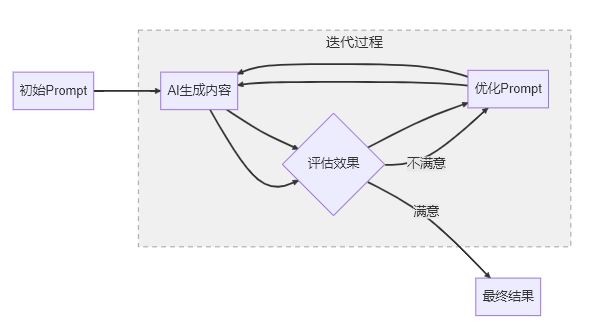 迭代过程
初始Prompt
AI生成内容
优化Prompt
评估效果
不满意
满意
最终结果